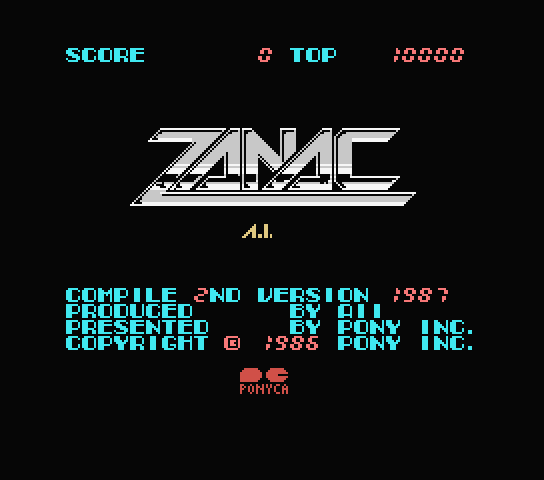 SCORE 0 TOP 10000
ZANAC
A.I.
COMPILE 2ND VERSION 1987
PRODUCED BY AII
PRESENTED BY PONY INC.
COPYRIGHT © 1986 PONY INC.
PONYCA